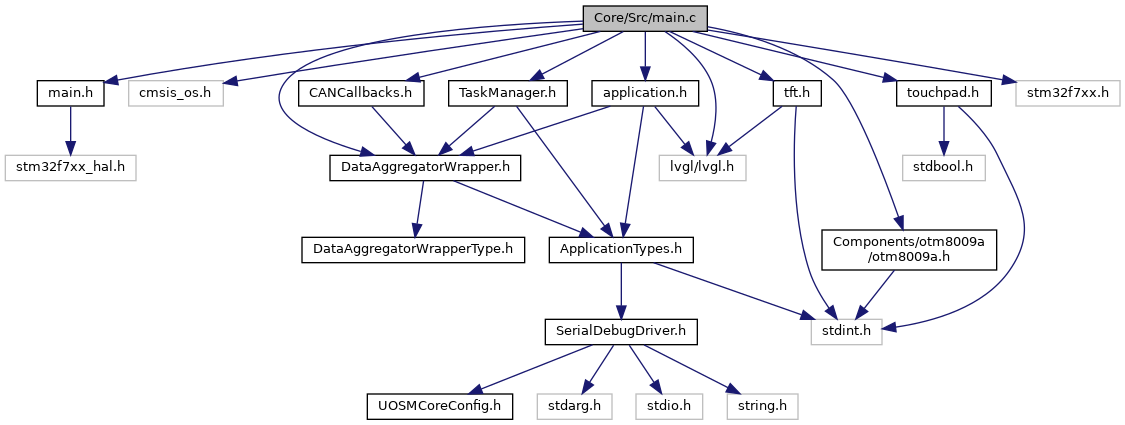 Core/Src/main.c
main.h
cmsis_os.h
CANCallbacks.h
TaskManager.h
application.h
tft.h
touchpad.h
stm32f7xx.h
stm32f7xx_hal.h
DataAggregatorWrapper.h
lvgl/lvgl.h
stdbool.h
DataAggregatorWrapperType.h
ApplicationTypes.h
Components/otm8009a
/otm8009a.h
SerialDebugDriver.h
stdint.h
UOSMCoreConfig.h
stdarg.h
stdio.h
string.h